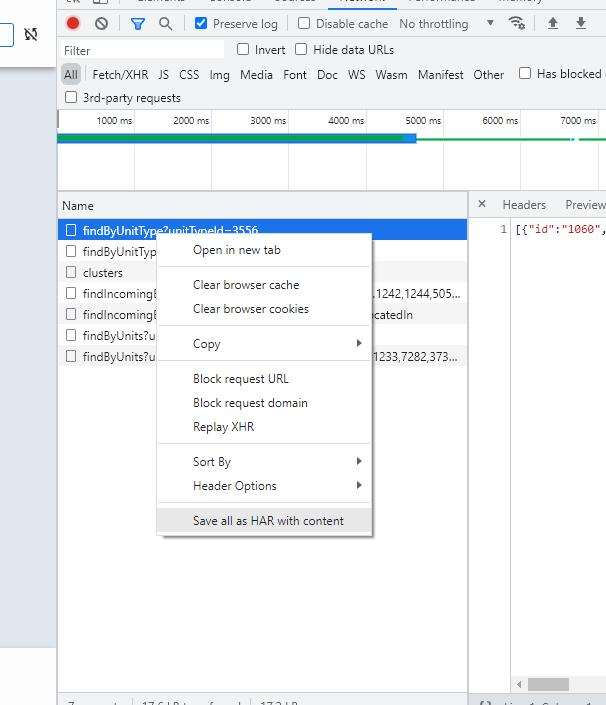 Preserve log Disable cache No throttling
Filter Invert Hide data URLs
All Fetch/XHR JS CSS Img Media Font Doc WS Wasm Manifest Other Has blocked
3rd-party requests
1000 ms 2000 ms 3000 ms 4000 ms 5000 ms 6000 ms 7000 ms
Name × Headers Preview
findByUnitType?unitTypeId=3556 1 [{"id":"1060",
Open in new tab
findByUnitTyp
clusters
Clear browser cache
findIncomingE .1242,1244,505...
Clear browser cookies
findIncomingE ocatedIn
findByUnits?u
Copy
findByUnits?u 1233,7282,373...
Block request URL
Block request domain
Replay XHR
Sort By
Header Options
Save all as HAR with content